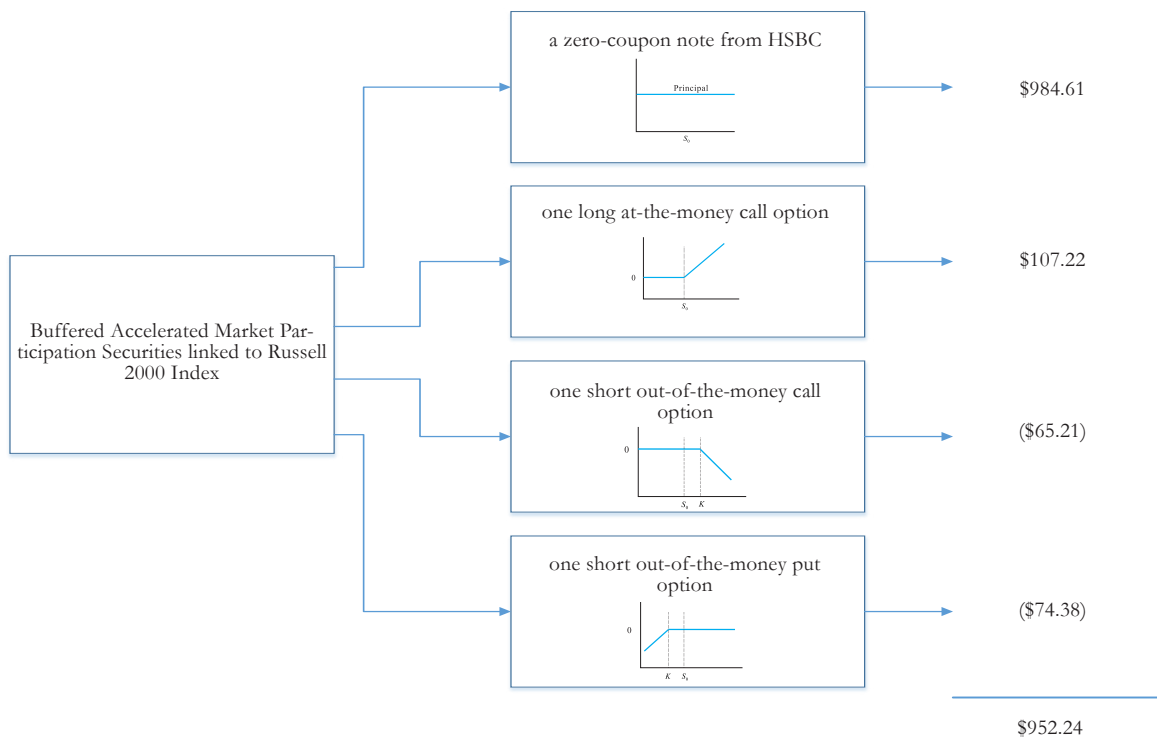 a zero-coupon note from HSBC
Principal
S0
$984.61
one long at-the-money call option
0
S0
$107.22
Buffered Accelerated Market Par-
ticipation Securities linked to Russell
2000 Index
one short out-of-the-money call
option
0
S0 K
($65.21)
one short out-of-the-money put
option
0
K S0
($74.38)
$952.24